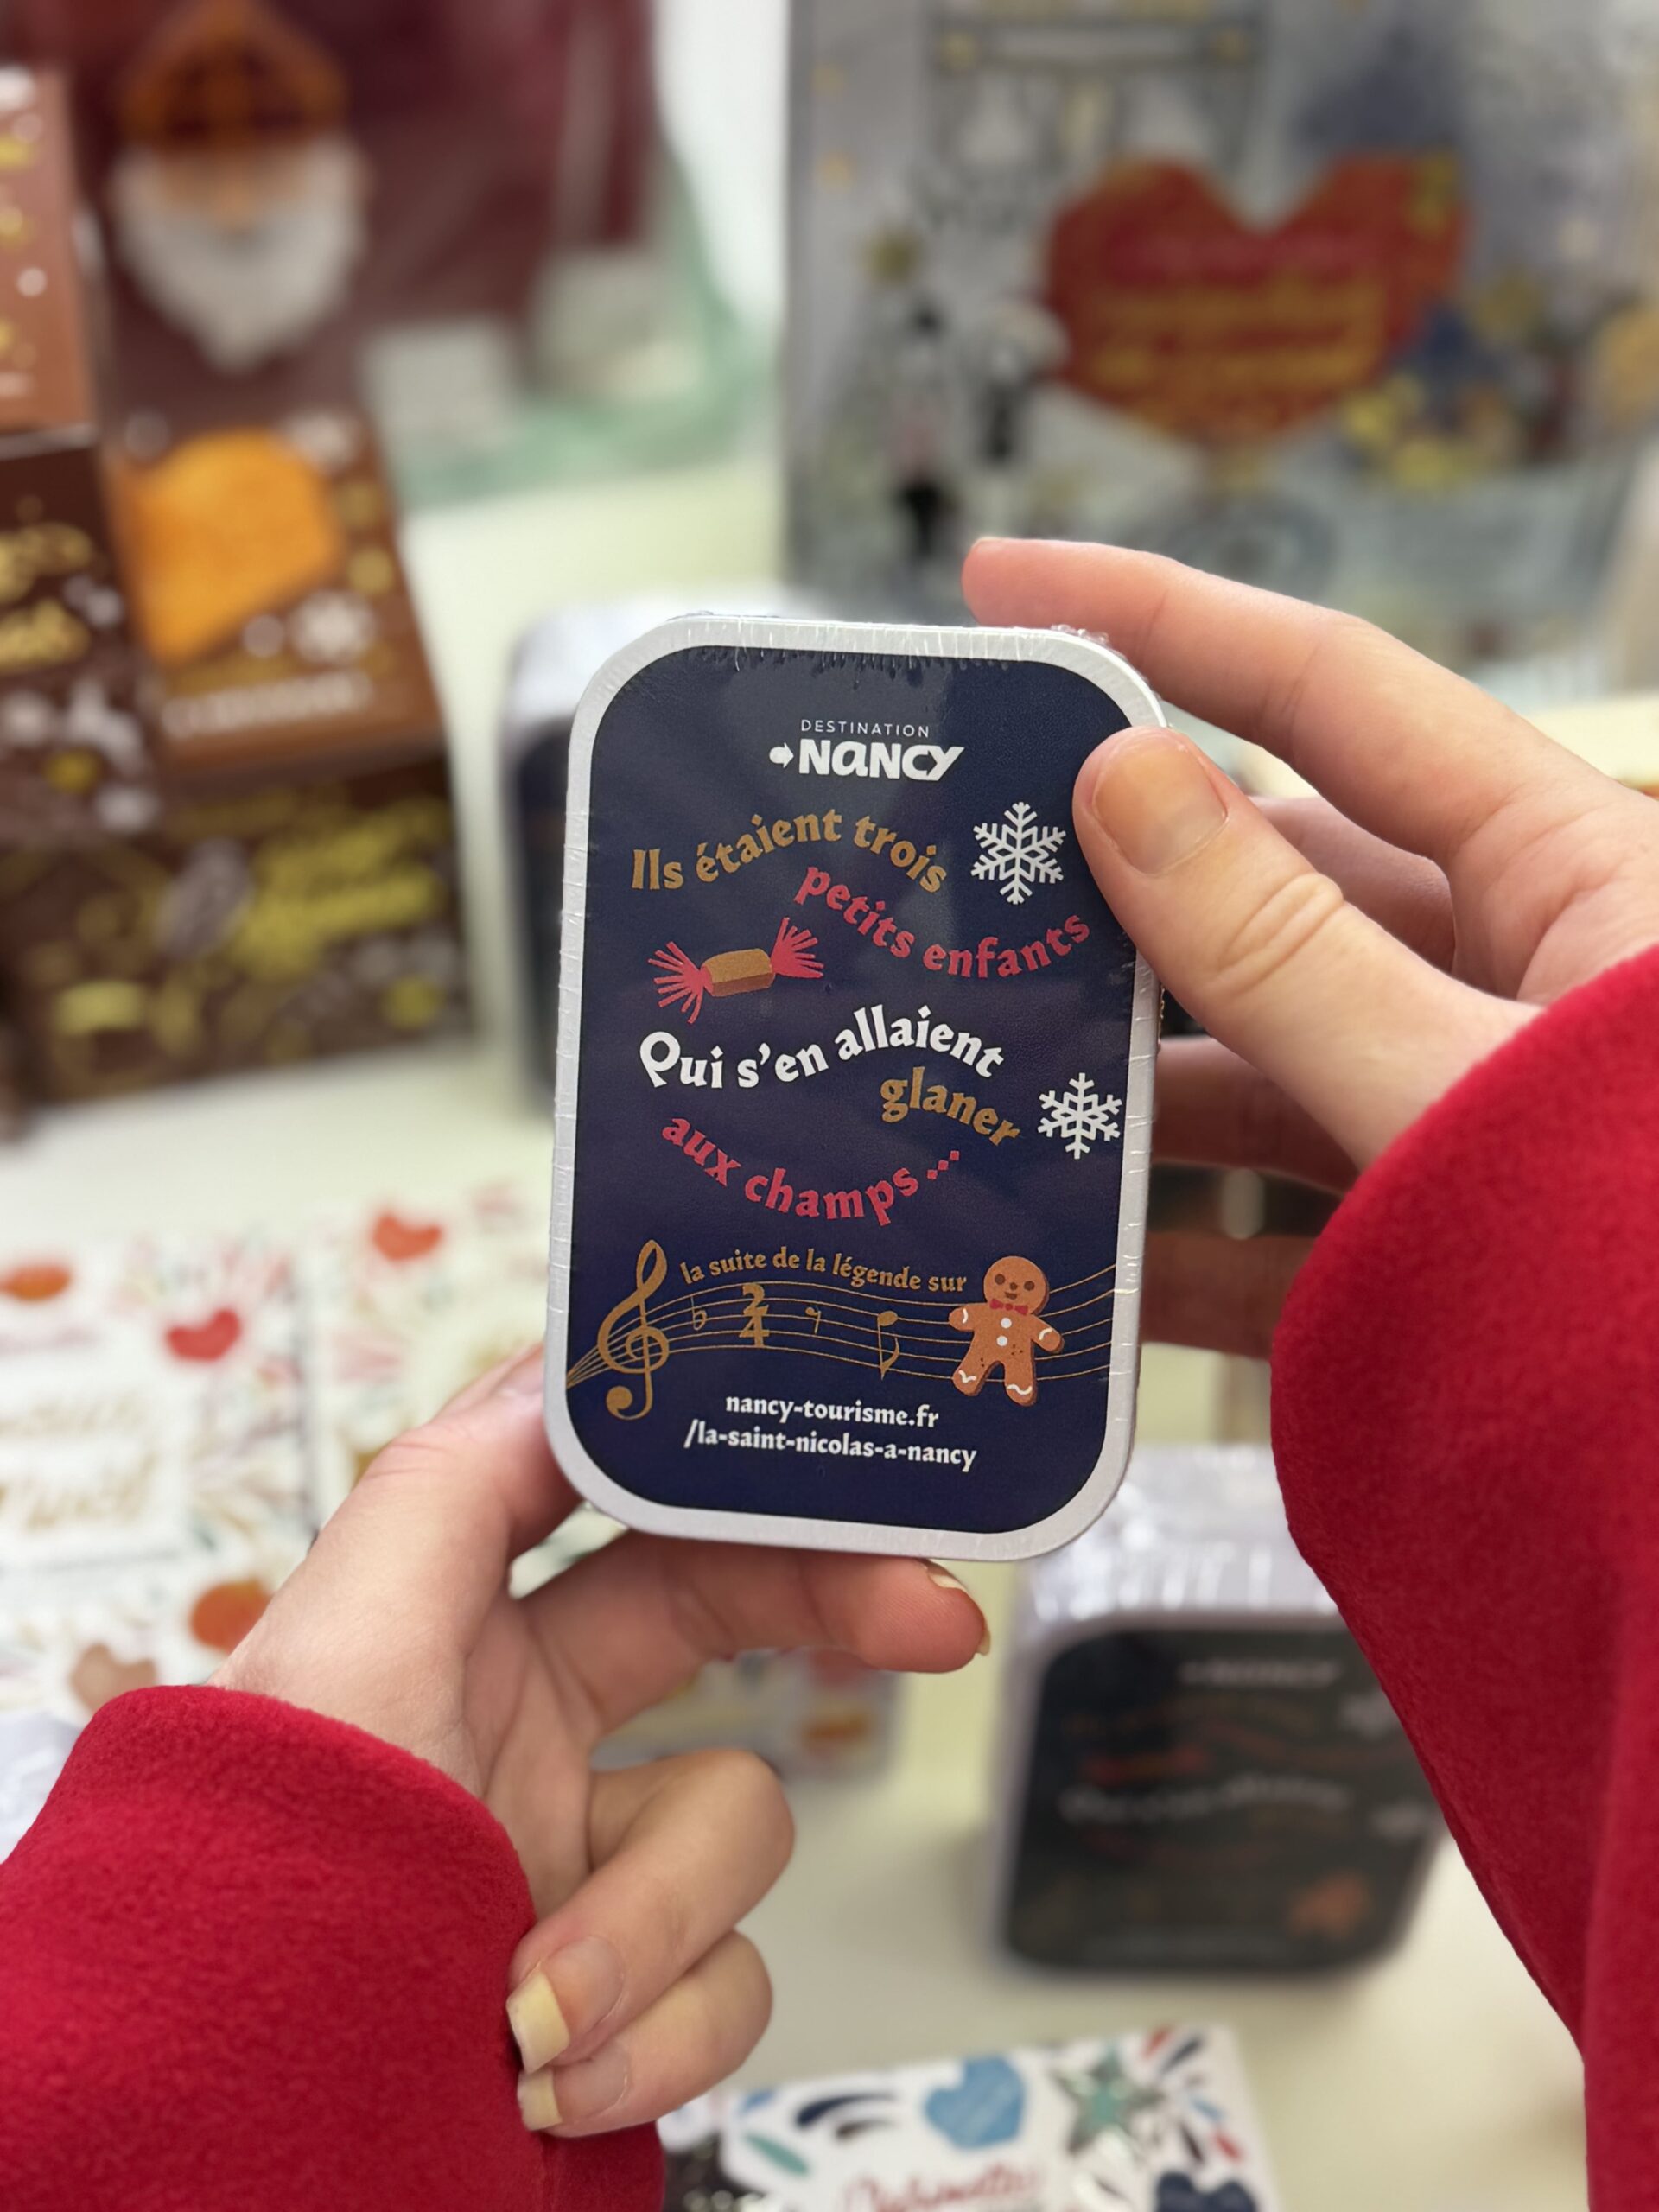 DESTINATION
NANCY
Ils étaient trois
petits enfants
Qui s'en allaient
glaner
aux champs...
la suite de la légende sur
nancy-tourisme.fr
/la-saint-nicolas-a-nancy